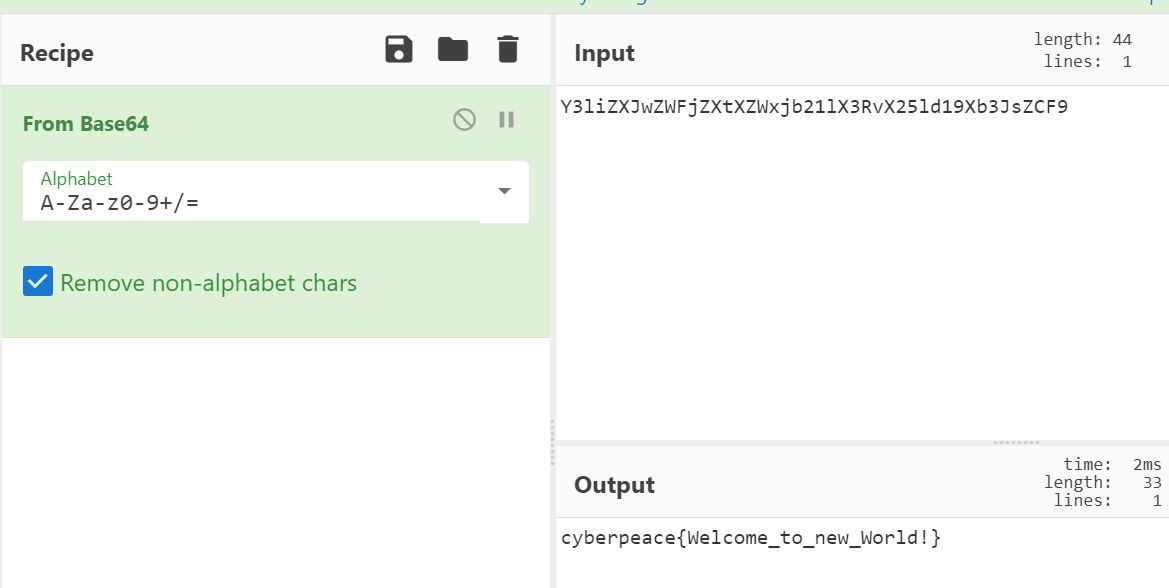 Recipe
From Base64
Alphabet
A-Za-z0-9+/=
Remove non-alphabet chars
Input
length: 44
lines: 1
Y3liZXJwZWFjZXtXZWxjb21lX3RvX25ld19Xb3JsZCF9
Output
time: 2ms
length: 33
lines: 1
cyberpeace{Welcome_to_new_World!}